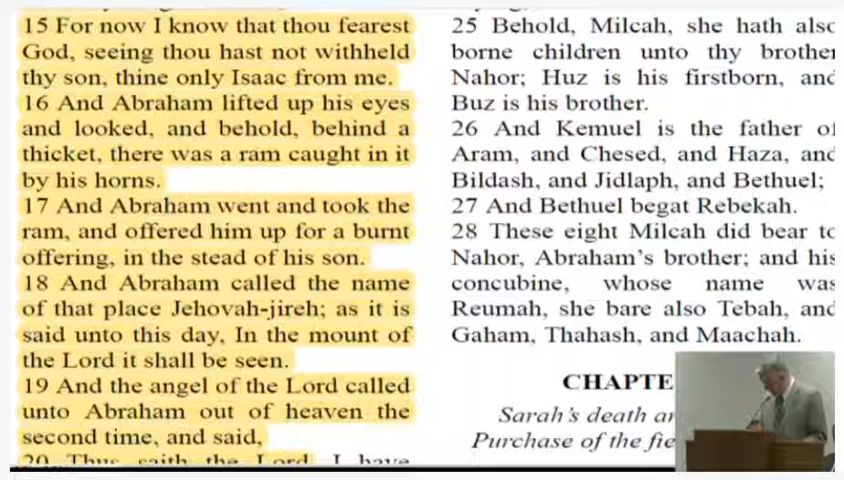 15 For now I know that thou fearest
God, seeing thou hast not withheld
thy son, thine only Isaac from me.
16 And Abraham lifted up his eyes
and looked, and behold, behind a
thicket, there was a ram caught in it
by his horns.
17 And Abraham went and took the
ram, and offered him up for a burnt
offering, in the stead of his son.
18 And Abraham called the name
of that place Jehovah-jireh; as it is
said unto this day, In the mount of
the Lord it shall be seen.
19 And the angel of the Lord called
unto Abraham out of heaven the
second time, and said,
20 Thus saith the Lord I have
25 Behold, Milcah, she hath also
borne children unto thy brother
Nahor; Huz is his firstborn, and
Buz is his brother.
26 And Kemuel is the father of
Aram, and Chesed, and Haza, and
Bildash, and Jidlaph, and Bethuel;
27 And Bethuel begat Rebekah.
28 These eight Milcah did bear to
Nahor, Abraham's brother; and his
concubine, whose name was
Reumah, she bare also Tebah, and
Gaham, Thahash, and Maachah.
CHAPTE
Sarah's death an
Purchase of the fie